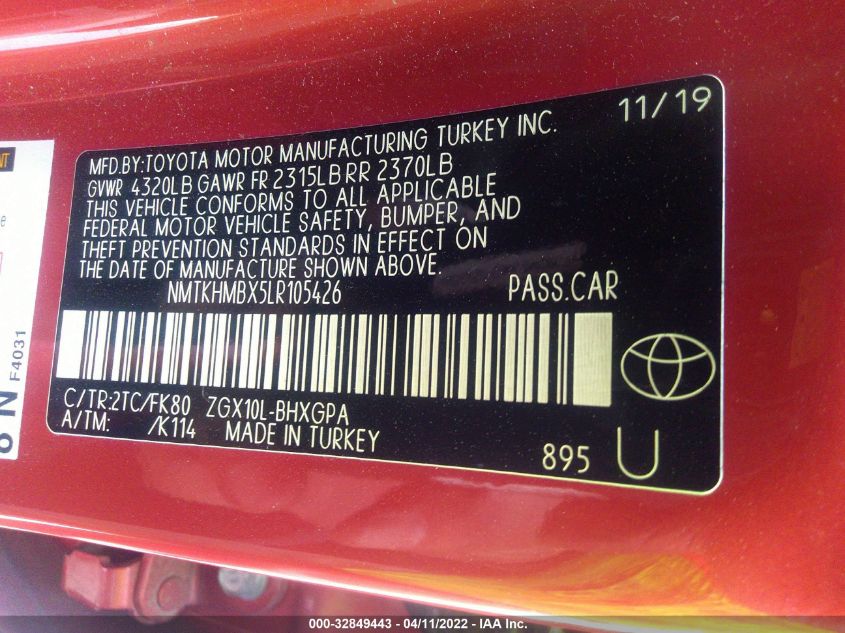 11/19
MFD.BY:TOYOTA MOTOR MANUFACTURING TURKEY INC.
GVWR 4320LB GAWR FR 2315LB RR 2370LB
THIS VEHICLE CONFORMS TO ALL APPLICABLE
FEDERAL MOTOR VEHICLE SAFETY, BUMPER, AND
THEFT PREVENTION STANDARDS IN EFFECT ON
THE DATE OF MANUFACTURE SHOWN ABOVE.
NMTKHMBX5LR105426 PASS.CAR
C/TR:2TC/FK80 ZGX10L-BHXGPA
A/TM: /K114 MADE IN TURKEY
895 U
F4031
000-32849443 - 04/11/2022 - IAA Inc.